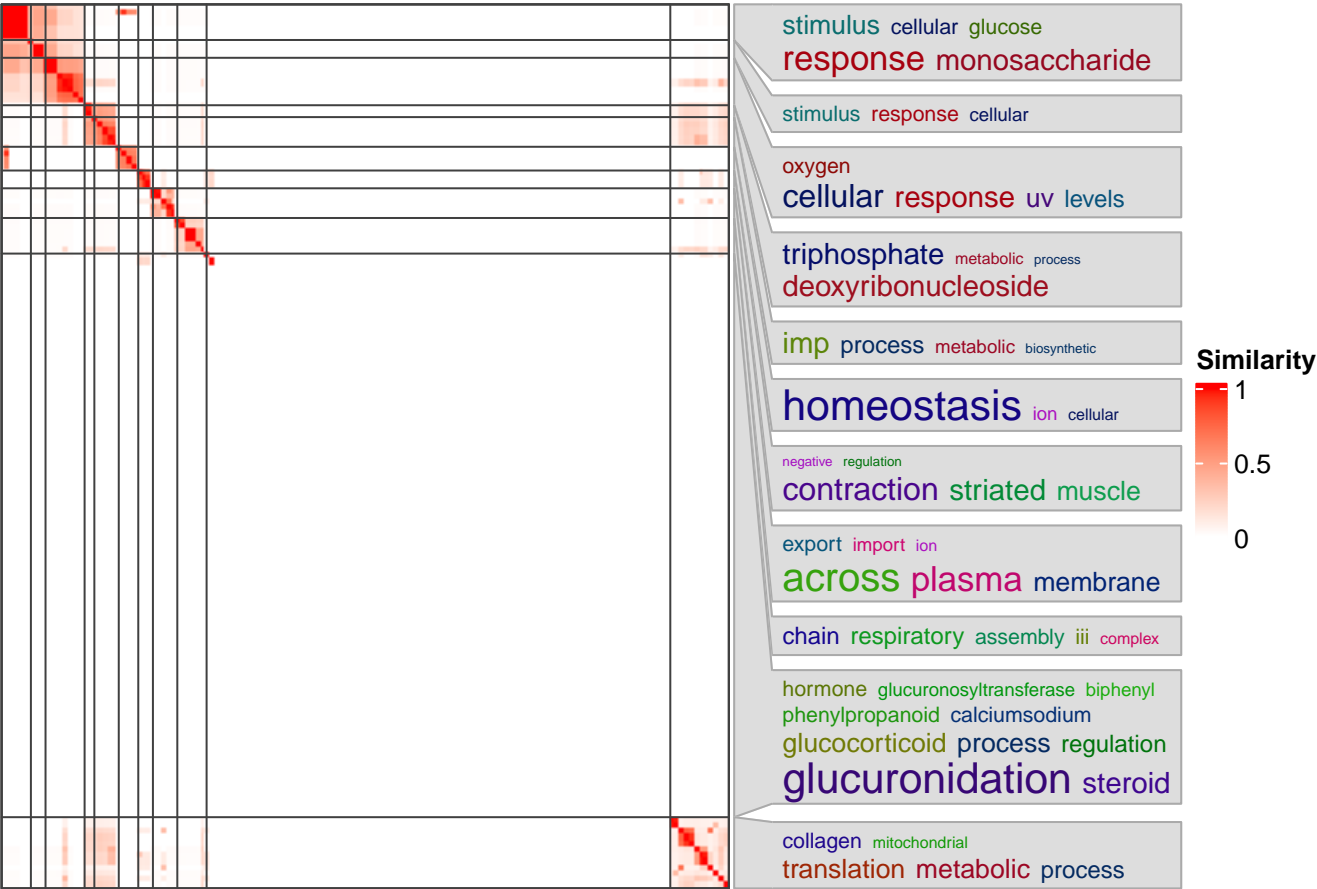 stimulus cellular glucose
response monosaccharide
stimulus response cellular
oxygen
cellular response uv levels
triphosphate metabolic process
deoxyribonucleoside
imp process metabolic biosynthetic
homeostasis ion cellular
negative regulation
contraction striated muscle
export import ion
across plasma membrane
chain respiratory assembly iii complex
hormone glucuronosyltransferase biphenyl
phenylpropanoid calciumsodium
glucocorticoid process regulation
glucuronidation steroid
collagen mitochondrial
translation metabolic process
Similarity
1
0.5
0